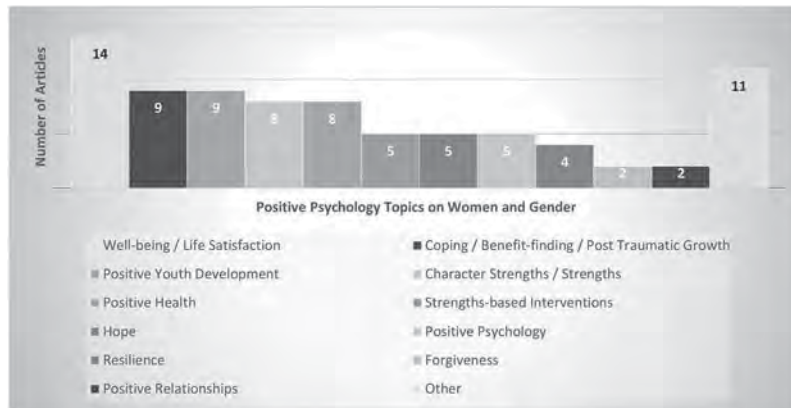 Number of Articles
14
9
9
8
8
5
5
5
4
2
2
11
Positive Psychology Topics on Women and Gender
Well-being / Life Satisfaction
Coping / Benefit-finding / Post Traumatic Growth
Positive Youth Development
Character Strengths / Strengths
Positive Health
Strengths-based Interventions
Hope
Positive Psychology
Resilience
Forgiveness
Positive Relationships
Other